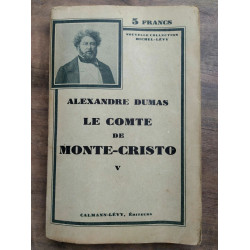 5 FRANCS
NOUVELLE COLLECTION
MICHEL-LÉVY
ALEXANDRE DUMAS
LE COMTE
DE
MONTE-CRISTO
V
CALMANN-LÉVY, ÉDITEURS